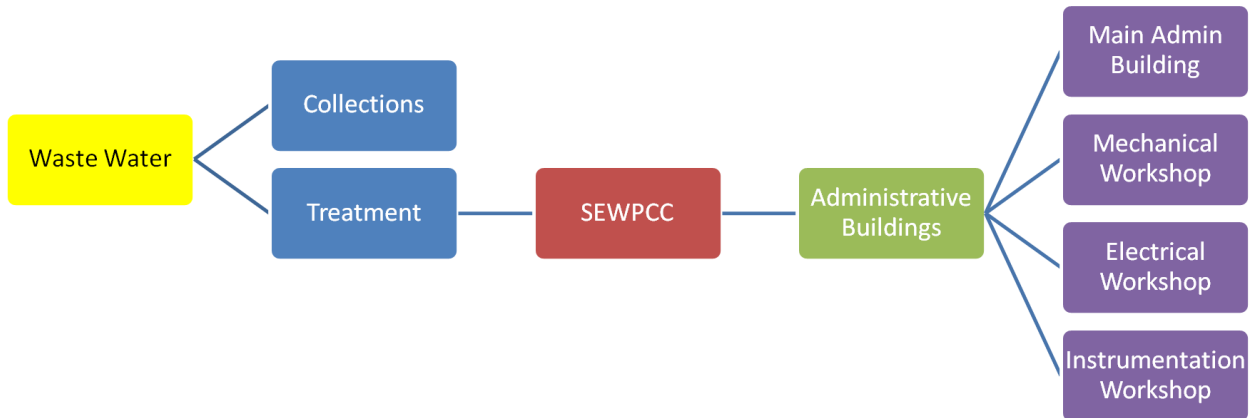 Waste Water
Collections
Treatment
SEWPCC
Administrative
Buildings
Main Admin
Building
Mechanical
Workshop
Electrical
Workshop
Instrumentation
Workshop